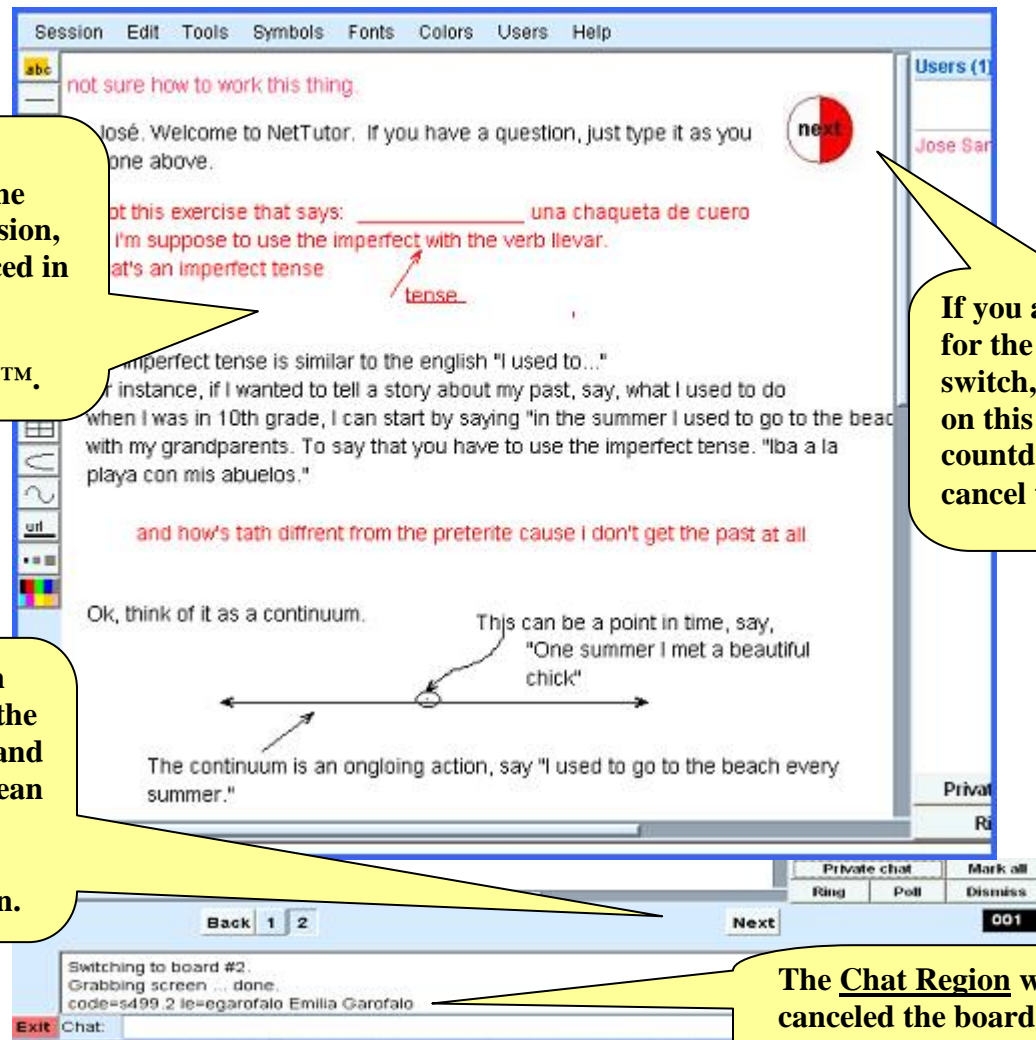 Session Edit Tools Symbols Fonts Colors Users Help
abc
not sure how to work this thing.
José. Welcome to NetTutor. If you have a question, just type it as you
one above.
next
Users (1)
this exercise that says: ________________ una chaqueta de cuero
i'm suppose to use the imperfect with the verb llevar.
an imperfect tense
tense
imperfect tense is similar to the english "I used to..."
instance, if I wanted to tell a story about my past, say, what I used to do
when I was in 10th grade, I can start by saying "in the summer I used to go to the beac
with my grandparents. To say that you have to use the imperfect tense. "Iba a la
playa con mis abuelos."
url
and how's tath diffrent from the preterite cause i don't get the past at all
Ok, think of it as a continuum.
This can be a point in time, say,
"One summer I met a beautiful
chick"
The continuum is an ongloing action, say "I used to go to the beach every
summer."
Jose San
Privat
Ri
ne
sion,
ed in
™.
If you a
for the
switch,
on this
countd
cancel
the
and
ean
n.
Private chat Mark all
Ring Poll Dismiss
Back 1 2 Next 001
Switching to board #2.
Grabbing screen ... done.
code=s499.2 le=egarofalo Emilia Garofalo
Exit Chat:
The Chat Region w
canceled the board